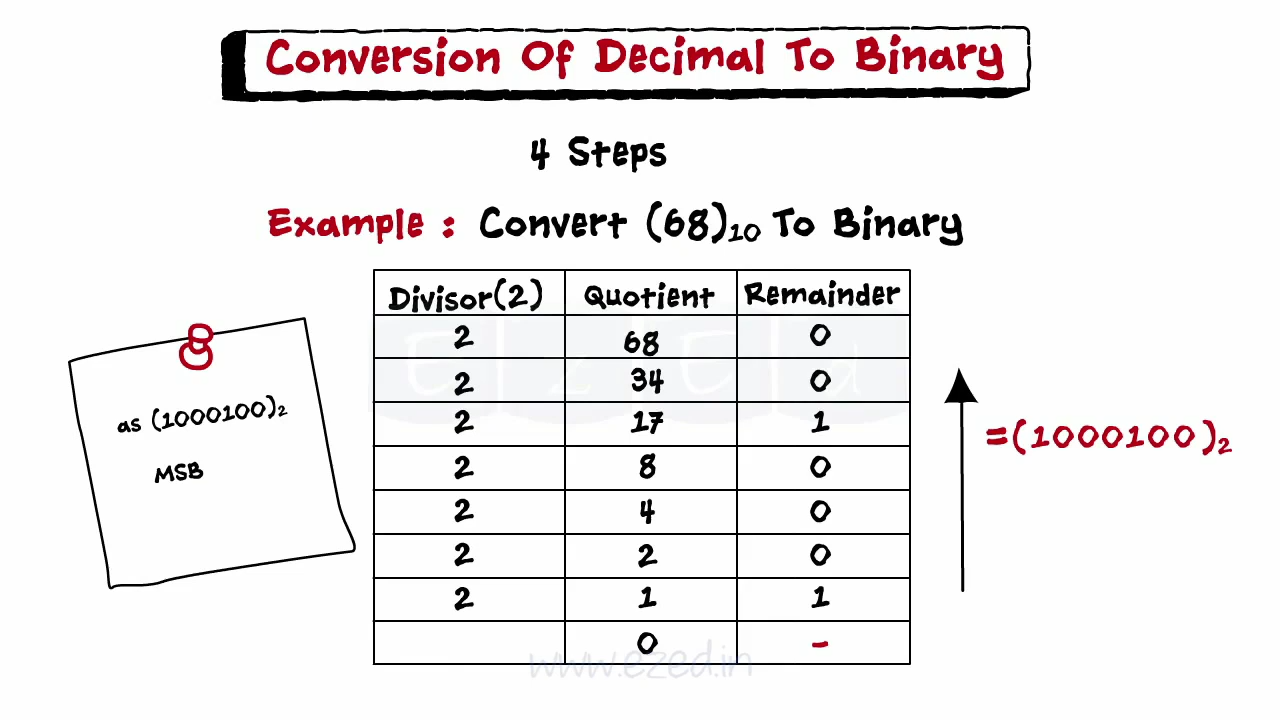 Conversion Of Decimal To Binary
4 Steps
Example : Convert (68)₁₀ To Binary
Divisor(2) Quotient Remainder
2 68 0
2 34 0
2 17 1
2 8 0
2 4 0
2 2 0
2 1 1
0 -
as (1000100)₂
MSB
=(1000100)₂
www.ezed.in